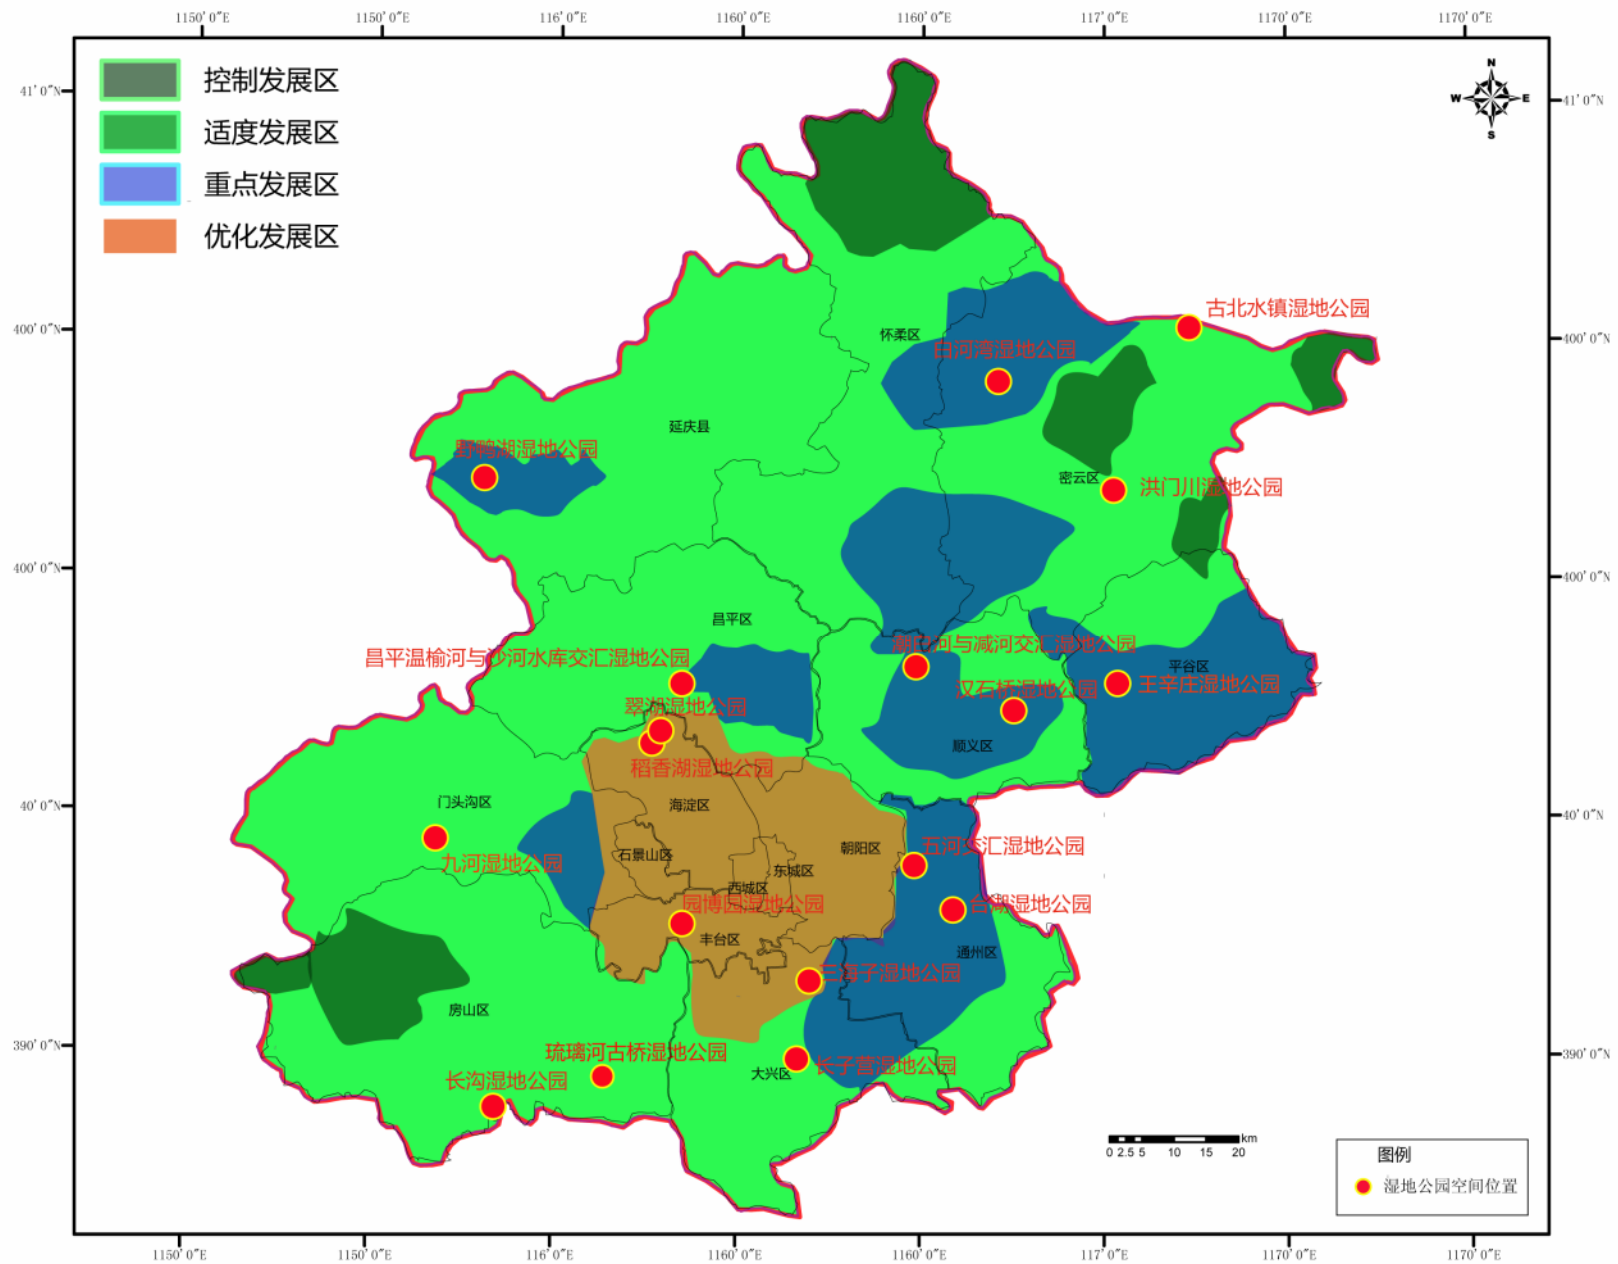 1150′0″E 1150′0″E 116′0″E 1160′0″E 1160′0″E 117′0″E 1170′0″E 1170′0″E
控制发展区
适度发展区
重点发展区
优化发展区
N
W E
S
41′0″N 41′0″N
古北水镇湿地公园
400′0″N 400′0″N
怀柔区
白河湾湿地公园
延庆县
野鸭湖湿地公园
密云区
洪门川湿地公园
400′0″N 400′0″N
昌平区
潮白河与减河交汇湿地公园
昌平温榆河与沙河水库交汇湿地公园
平谷区
王辛庄湿地公园
汉石桥湿地公园
翠湖湿地公园
顺义区
稻香湖湿地公园
门头沟区
海淀区
40′0″N 40′0″N
五河交汇湿地公园
朝阳区
石景山区
九河湿地公园
东城区
西城区
园博园湿地公园
台湖湿地公园
丰台区
通州区
三海子湿地公园
房山区
390′0″N 390′0″N
琉璃河古桥湿地公园
长子营湿地公园
大兴区
长沟湿地公园
km
0 2.5 5 10 15 20
图例
湿地公园空间位置
1150′0″E 1150′0″E 116′0″E 1160′0″E 1160′0″E 117′0″E 1170′0″E 1170′0″E